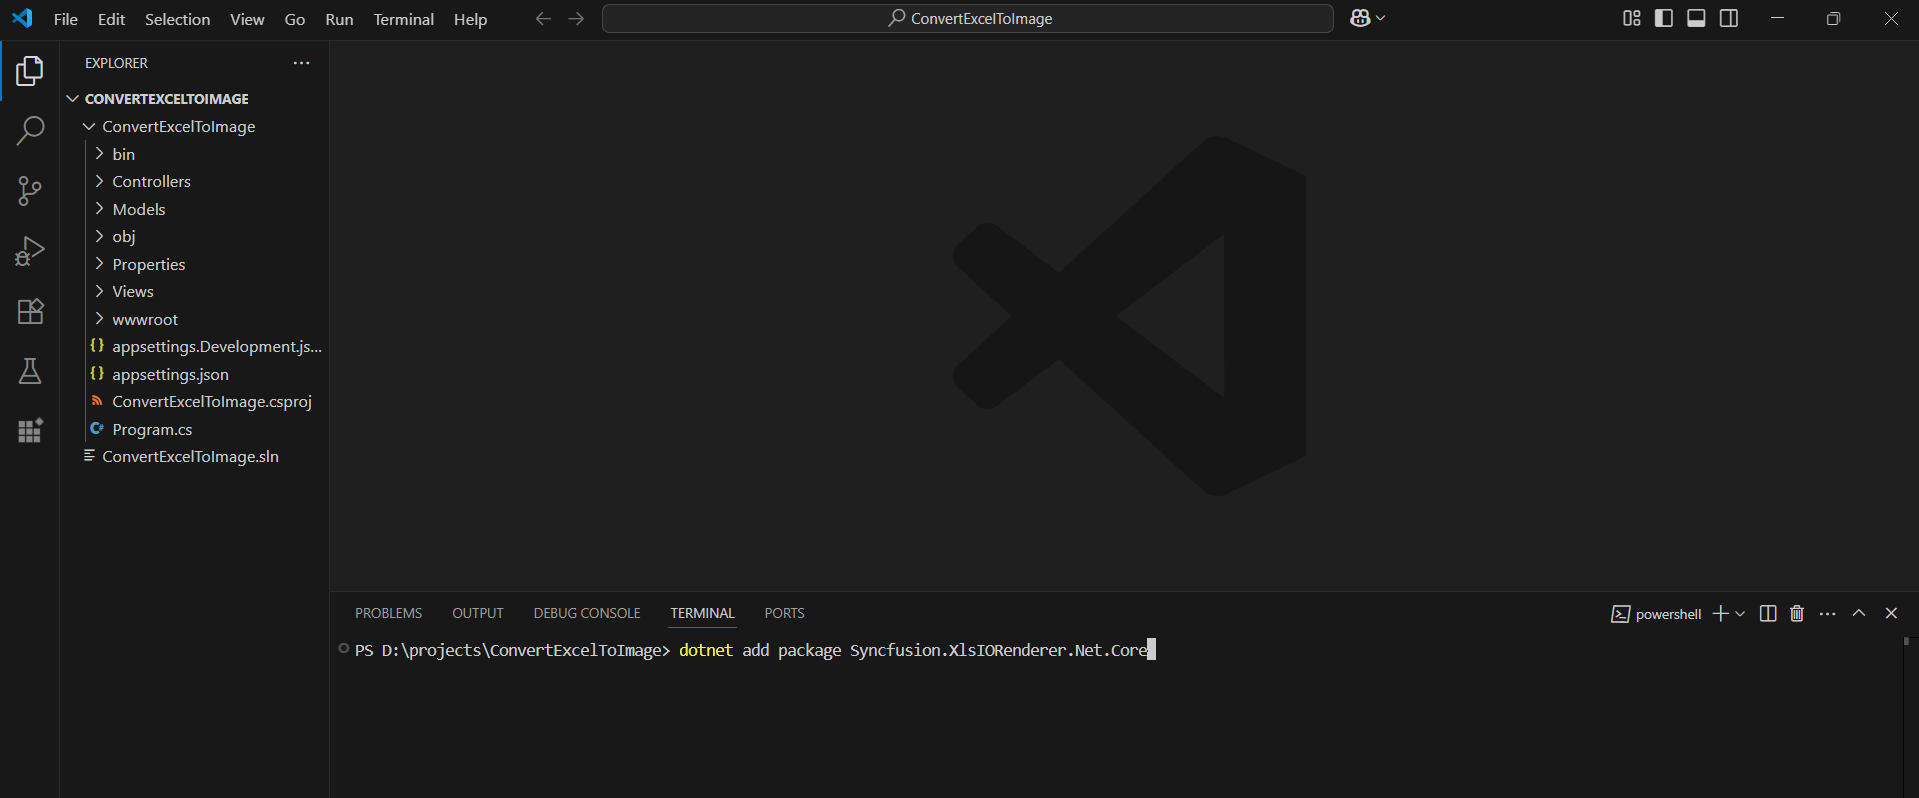 File Edit Selection View Go Run Terminal Help
ConvertExcelToImage
EXPLORER
CONVERTEXCELTOIMAGE
ConvertExcelToImage
bin
Controllers
Models
obj
Properties
Views
wwwroot
{} appsettings.Development.js...
{} appsettings.json
ConvertExcelToImage.csproj
C# Program.cs
ConvertExcelToImage.sln
PROBLEMS OUTPUT DEBUG CONSOLE TERMINAL PORTS
powershell
PS D:\projects\ConvertExcelToImage> dotnet add package Syncfusion.XlsIORenderer.Net.Core